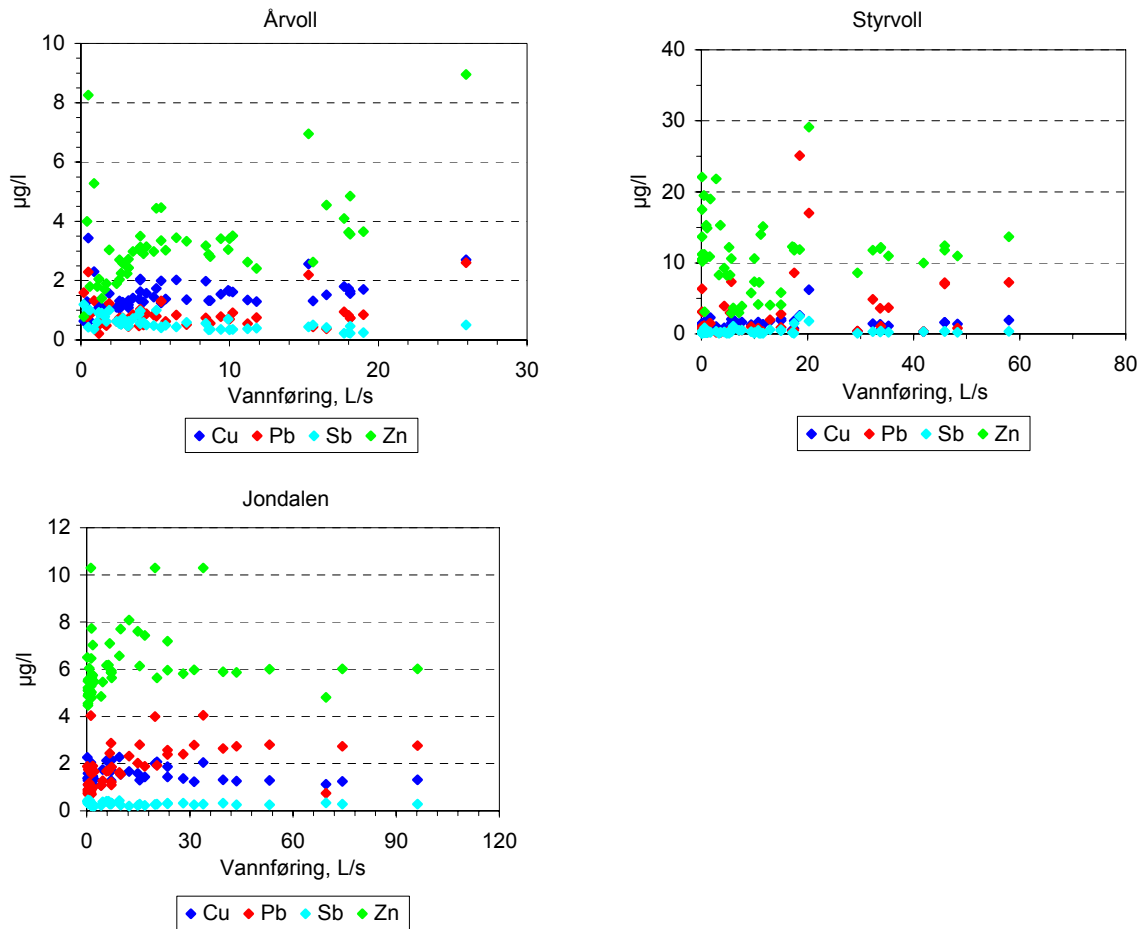 Årvoll
10
8
6
4
2
0
µg/l
0 10 20 30
Vannføring, L/s
Cu Pb Sb Zn
Styrvoll
40
30
20
10
0
µg/l
0 20 40 60 80
Vannføring, L/s
Cu Pb Sb Zn
Jondalen
12
10
8
6
4
2
0
µg/l
0 30 60 90 120
Vannføring, L/s
Cu Pb Sb Zn